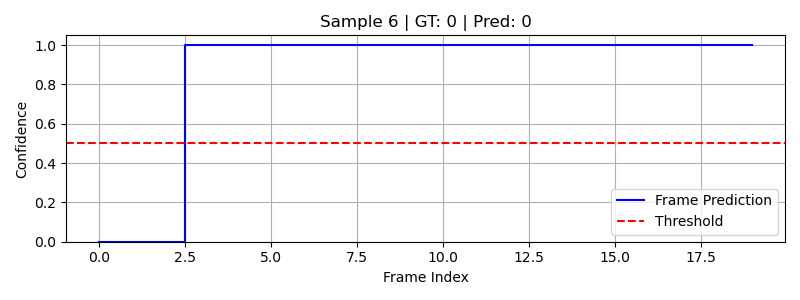 Sample 6 | GT: 0 | Pred: 0
Confidence
1.0
0.8
0.6
0.4
0.2
0.0
Frame Prediction
Threshold
0.0 2.5 5.0 7.5 10.0 12.5 15.0 17.5
Frame Index